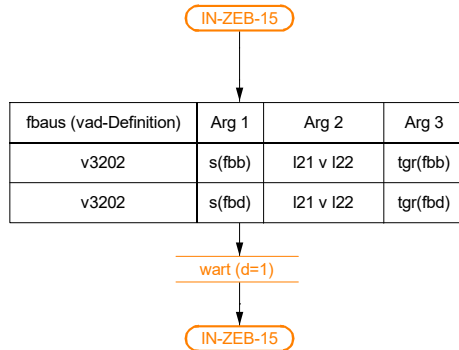 IN-ZEB-15
fbaus (vad-Definition) Arg 1 Arg 2 Arg 3
v3202 s(fbb) l21 v l22 tgr(fbb)
v3202 s(fbd) l21 v l22 tgr(fbd)
wart (d=1)
IN-ZEB-15